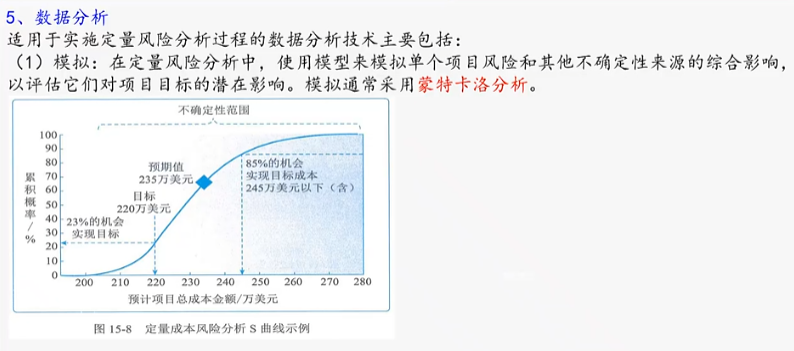 5、数据分析
适用于实施定量风险分析过程的数据分析技术主要包括：
（1）模拟：在定量风险分析中，使用模型来模拟单个项目风险和其他不确定性来源的综合影响，
以评估它们对项目目标的潜在影响。模拟通常采用蒙特卡洛分析。
不确定性范围
100
90
80
70
60
50
40
30
20
10
0
累积概率/%
预期值
235万美元
目标
220万美元
23%的机会
实现目标
85%的机会
实现目标成本
245万美元以下（含）
200 210 220 230 240 250 260 270 280
预计项目总成本金额/万美元
图 15-8 定量成本风险分析 S 曲线示例